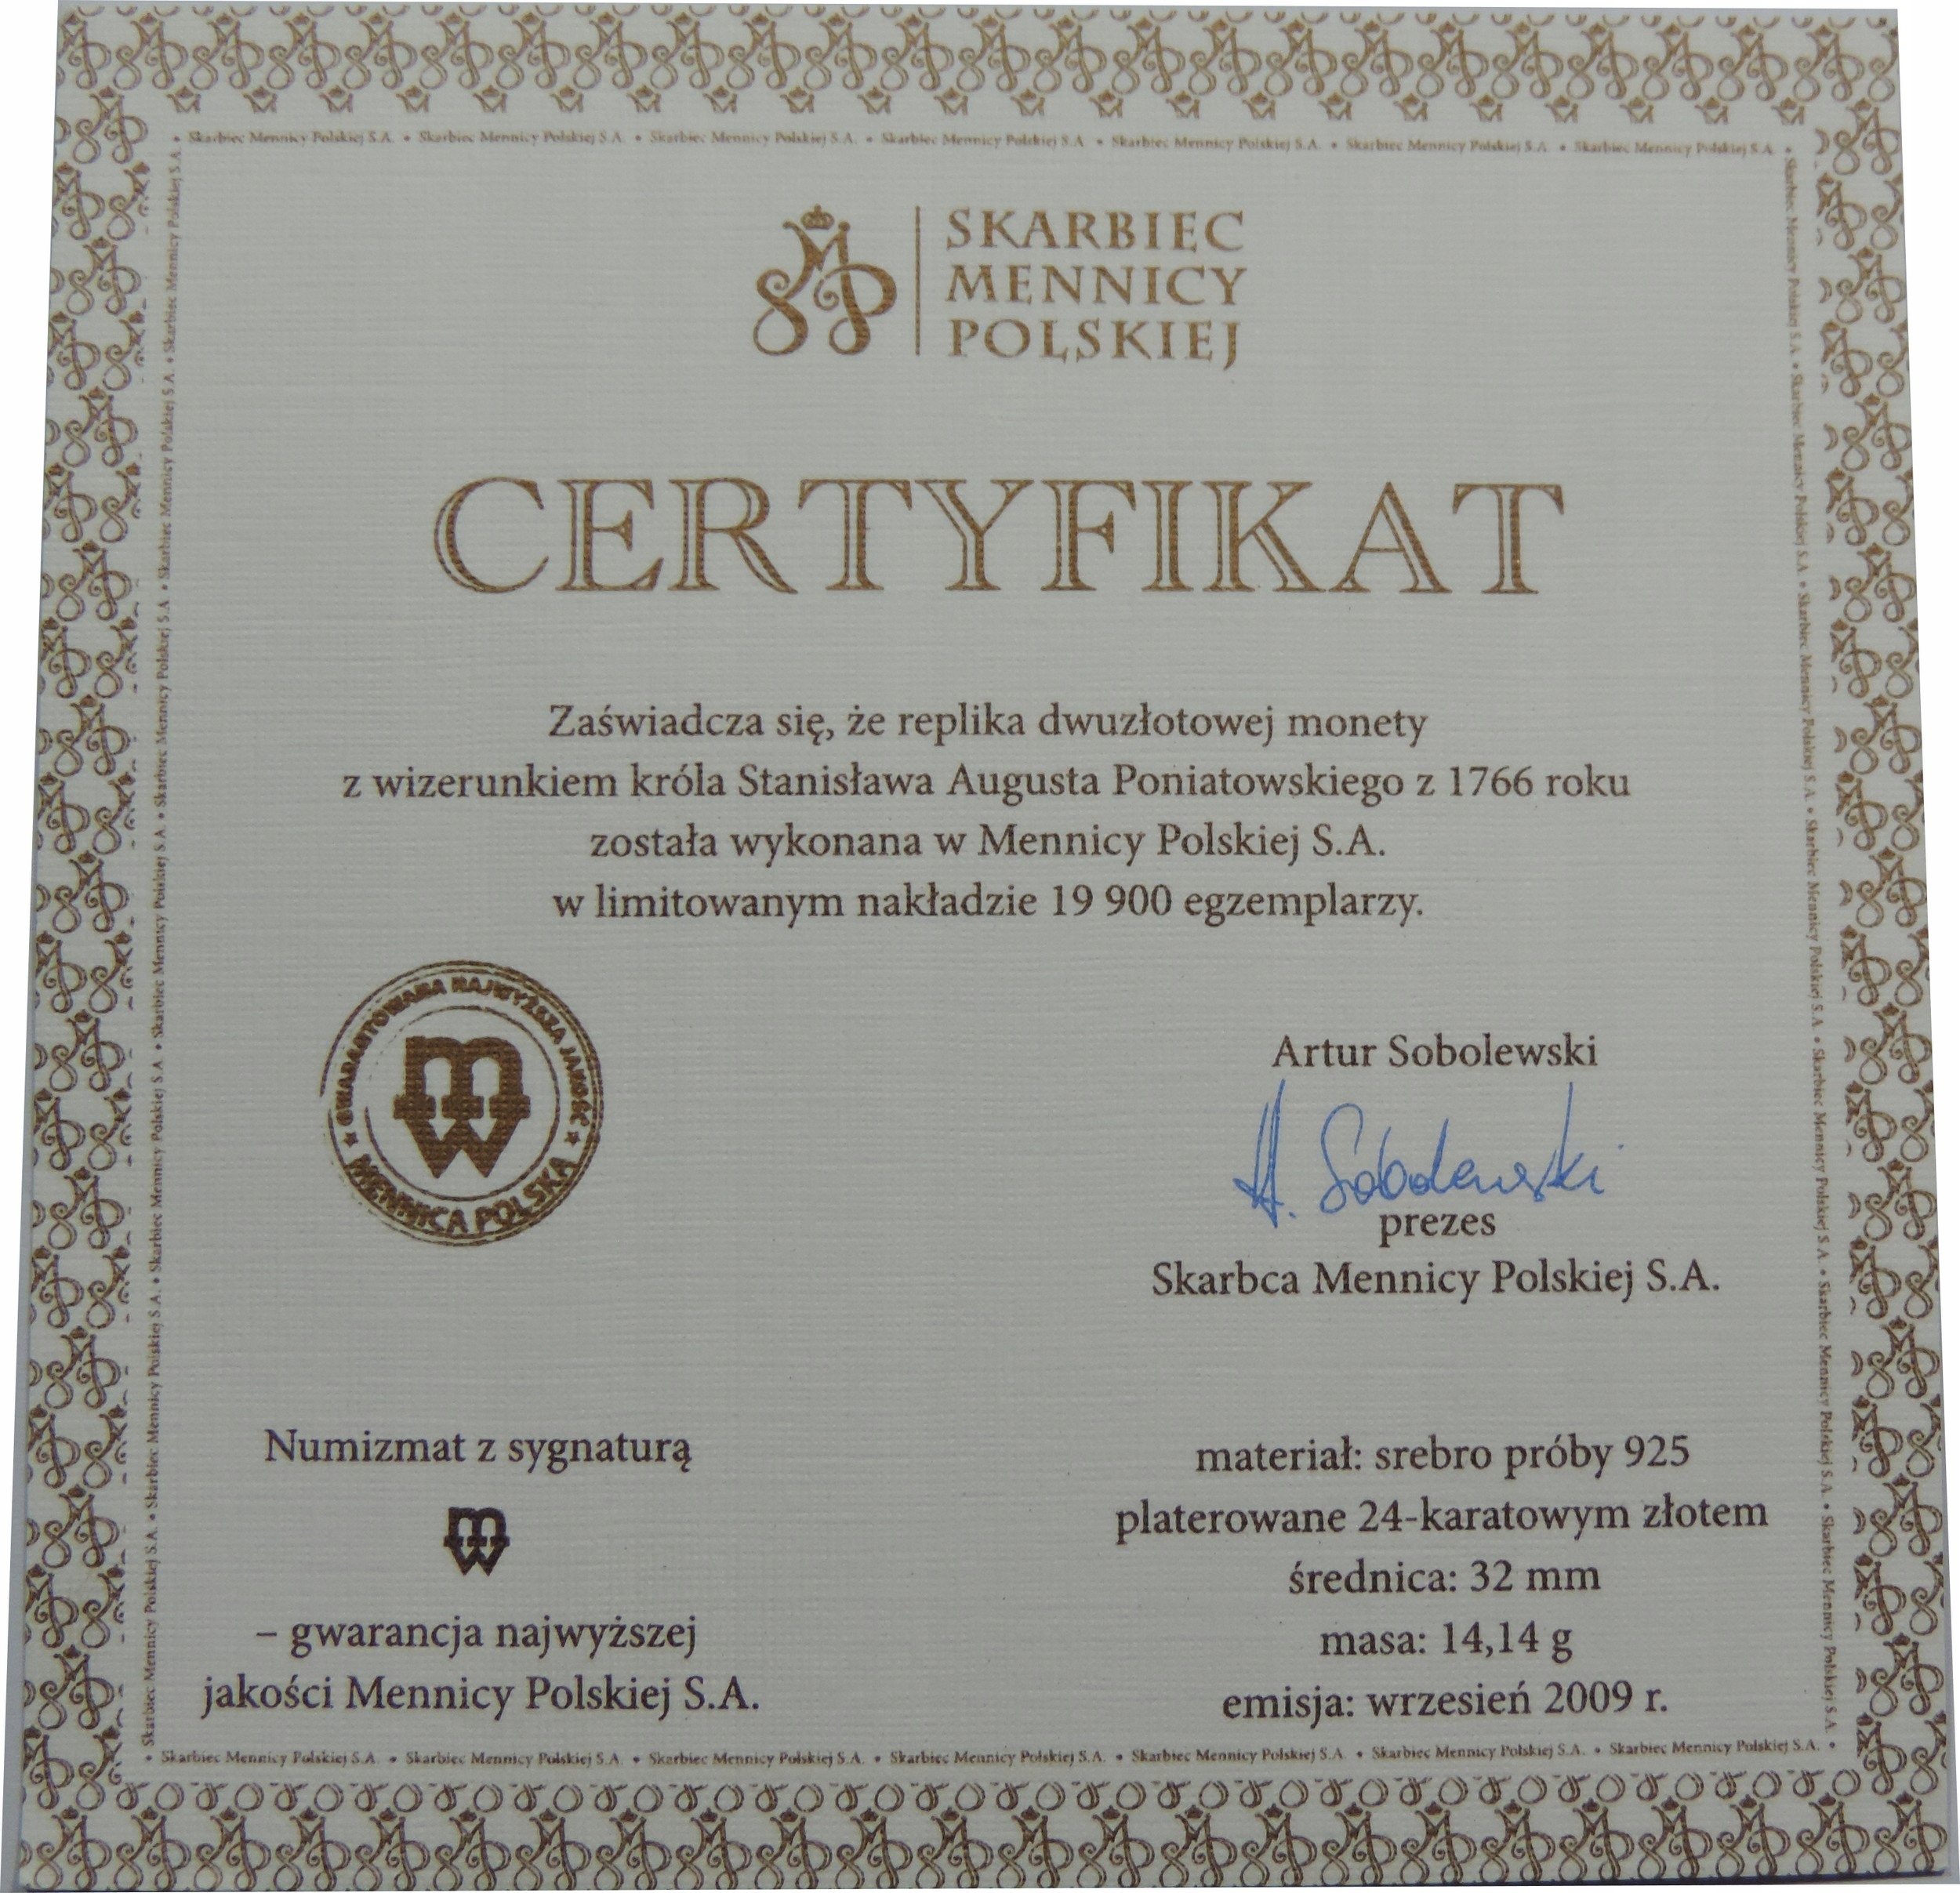 • Skarbiec Mennicy Polskiej S.A. • Skarbiec Mennicy Polskiej S.A. • Skarbiec Mennicy Polskiej S.A. • Skarbiec Mennicy Polskiej S.A. • Skarbiec Mennicy Polskiej S.A. • Skarbiec Mennicy Polskiej S.A. • Skarbiec Mennicy Polskiej S.A.
SKARBIEC
MENNICY
POLSKIEJ
CERTYFIKAT
Zaświadcza się, że replika dwuzłotowej monety
z wizerunkiem króla Stanisława Augusta Poniatowskiego z 1766 roku
została wykonana w Mennicy Polskiej S.A.
w limitowanym nakładzie 19 900 egzemplarzy.
GWARANTOWANA NAJWYŻSZA JAKOŚĆ
MENNICA POLSKA
Artur Sobolewski
A. Sobolewski
prezes
Skarbca Mennicy Polskiej S.A.
Numizmat z sygnaturą
mw
– gwarancja najwyższej
jakości Mennicy Polskiej S.A.
materiał: srebro próby 925
platerowane 24-karatowym złotem
średnica: 32 mm
masa: 14,14 g
emisja: wrzesień 2009 r.
• Skarbiec Mennicy Polskiej S.A. • Skarbiec Mennicy Polskiej S.A. • Skarbiec Mennicy Polskiej S.A. • Skarbiec Mennicy Polskiej S.A. • Skarbiec Mennicy Polskiej S.A. • Skarbiec Mennicy Polskiej S.A. • Skarbiec Mennicy Polskiej S.A. •